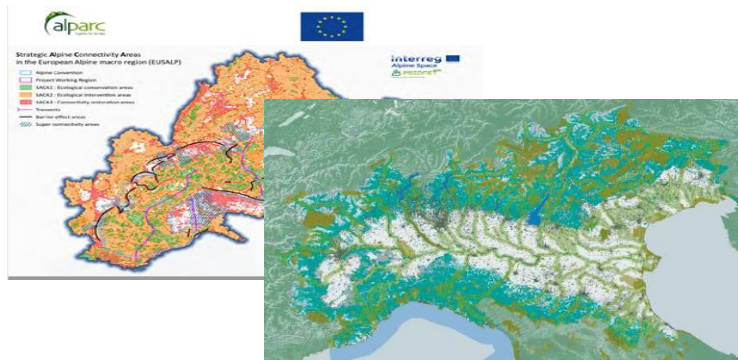 alparc
Strategic Alpine Connectivity Areas
in the European Alpine macro region (EUSALP)
Alpine Convention
Project Working Region
SACA1 - Ecological conservation areas
SACA2 - Ecological intervention areas
SACA3 - Connectivity restoration areas
Transects
Barrier effect areas
Super connectivity areas
Interreg
Alpine Space